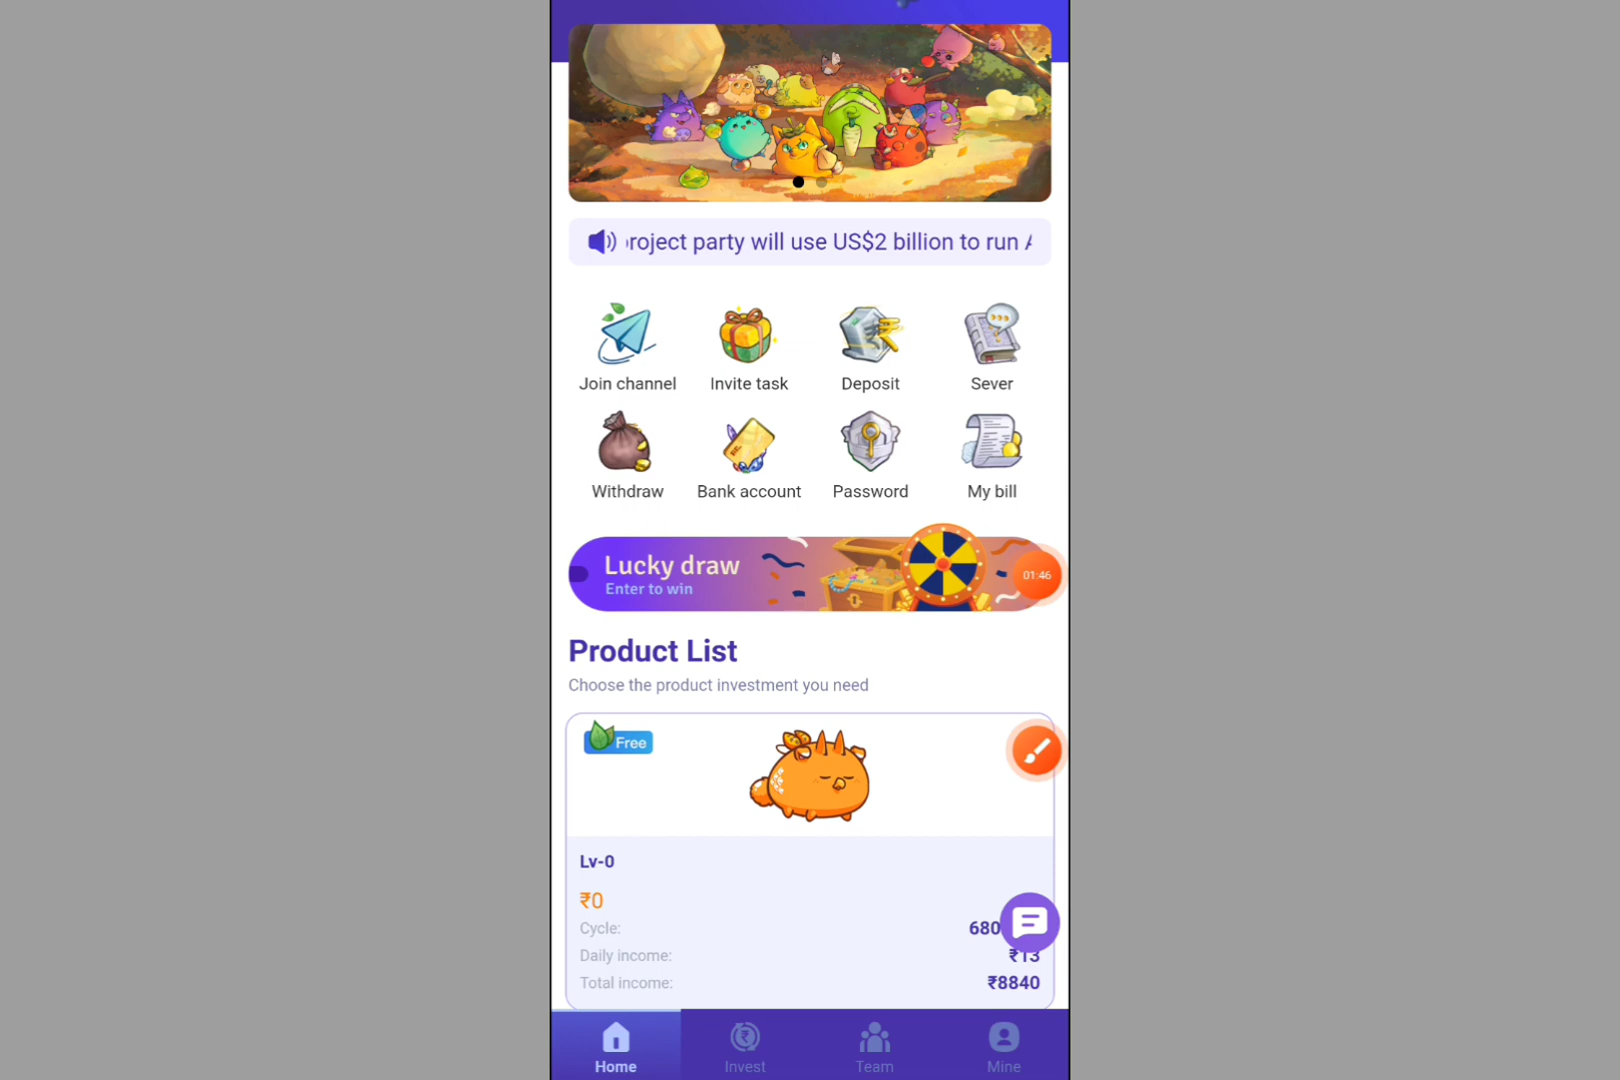 roject party will use US$2 billion to run
Join channel
Invite task
Deposit
Sever
Withdraw
Bank account
Password
My bill
Lucky draw
Enter to win
01:46
Product List
Choose the product investment you need
Free
Lv-0
₹0
Cycle: 680
Daily income: ₹13
Total income: ₹8840
Home
Invest
Team
Mine